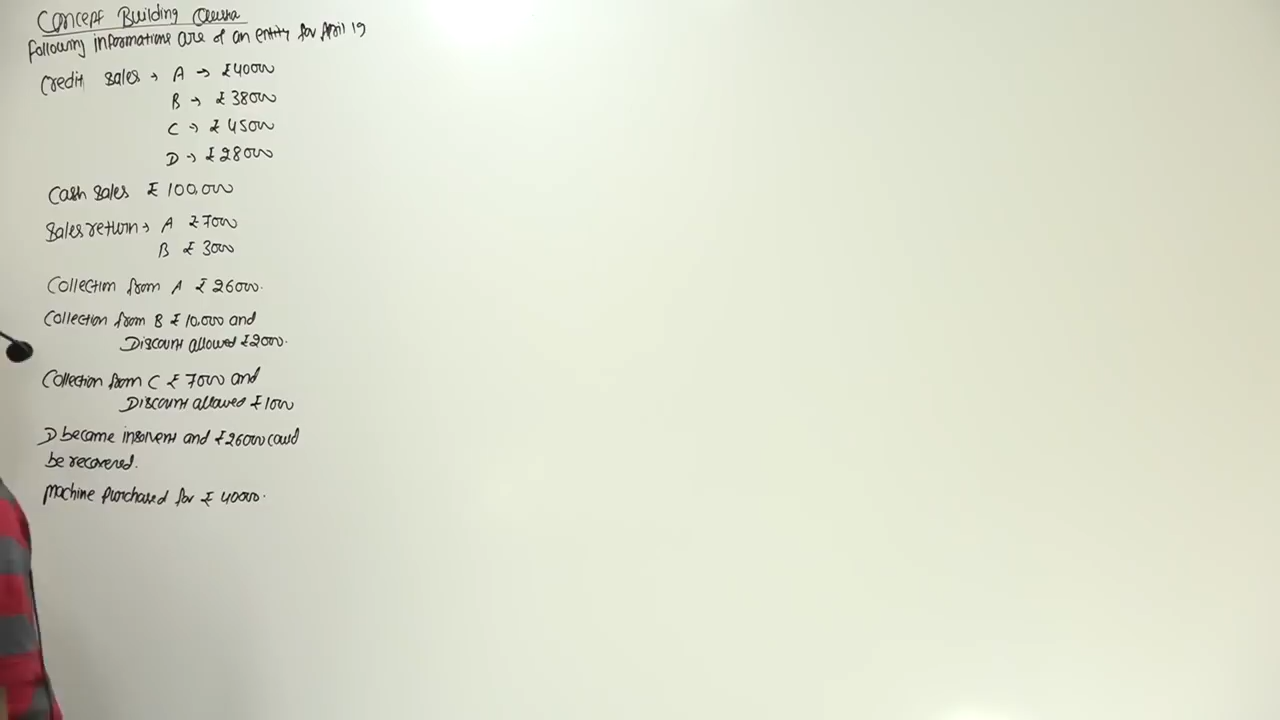 Concept Building
Following informations are of an entity for April 19
Credit sales → A → ₹40000
B → ₹38000
C → ₹45000
D → ₹28000
Cash sales ₹100,000
Sales return → A ₹7000
B ₹3000
Collection from A ₹26000.
Collection from B ₹10,000 and
Discount allowed ₹2000.
Collection from C ₹7000 and
Discount allowed ₹1000
D became insolvent and ₹26000 could
be recovered.
Machine purchased for ₹40000.